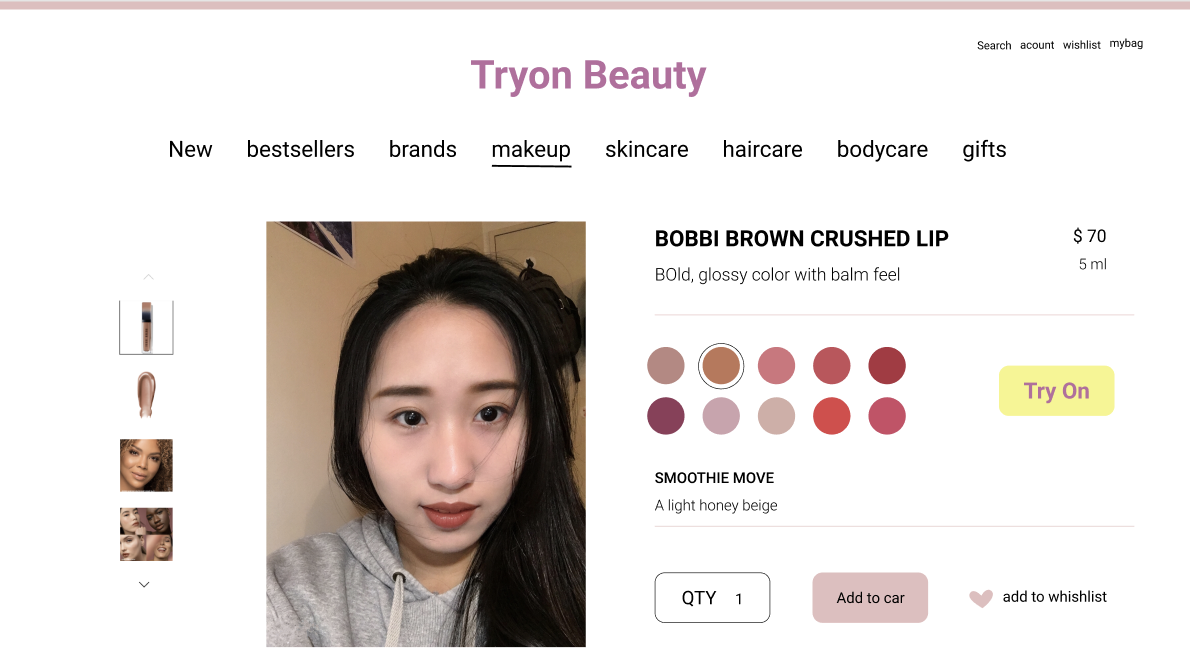 Search acount wishlist mybag
Tryon Beauty
New bestsellers brands makeup skincare haircare bodycare gifts
BOBBI BROWN CRUSHED LIP
$ 70
BOld, glossy color with balm feel
5 ml
Try On
SMOOTHIE MOVE
A light honey beige
QTY 1
Add to car
add to whishlist